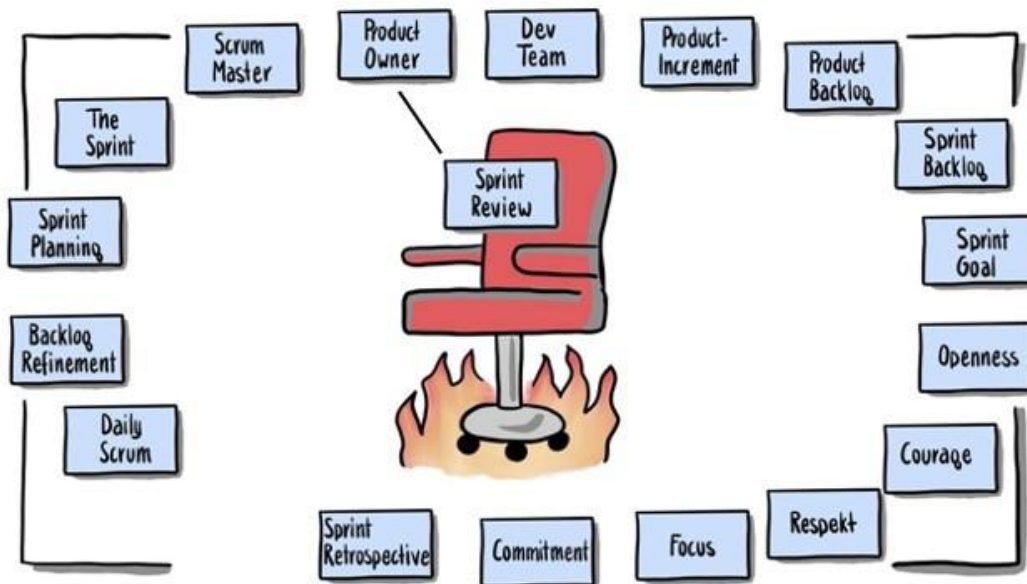 Scrum
Master
Product
Owner
Dev
Team
Product-
Increment
Product
Backlog
The
Sprint
Sprint
Backlog
Sprint
Review
Sprint
Planning
Sprint
Goal
Backlog
Refinement
Openness
Daily
Scrum
Courage
Sprint
Retrospective
Commitment
Focus
Respekt